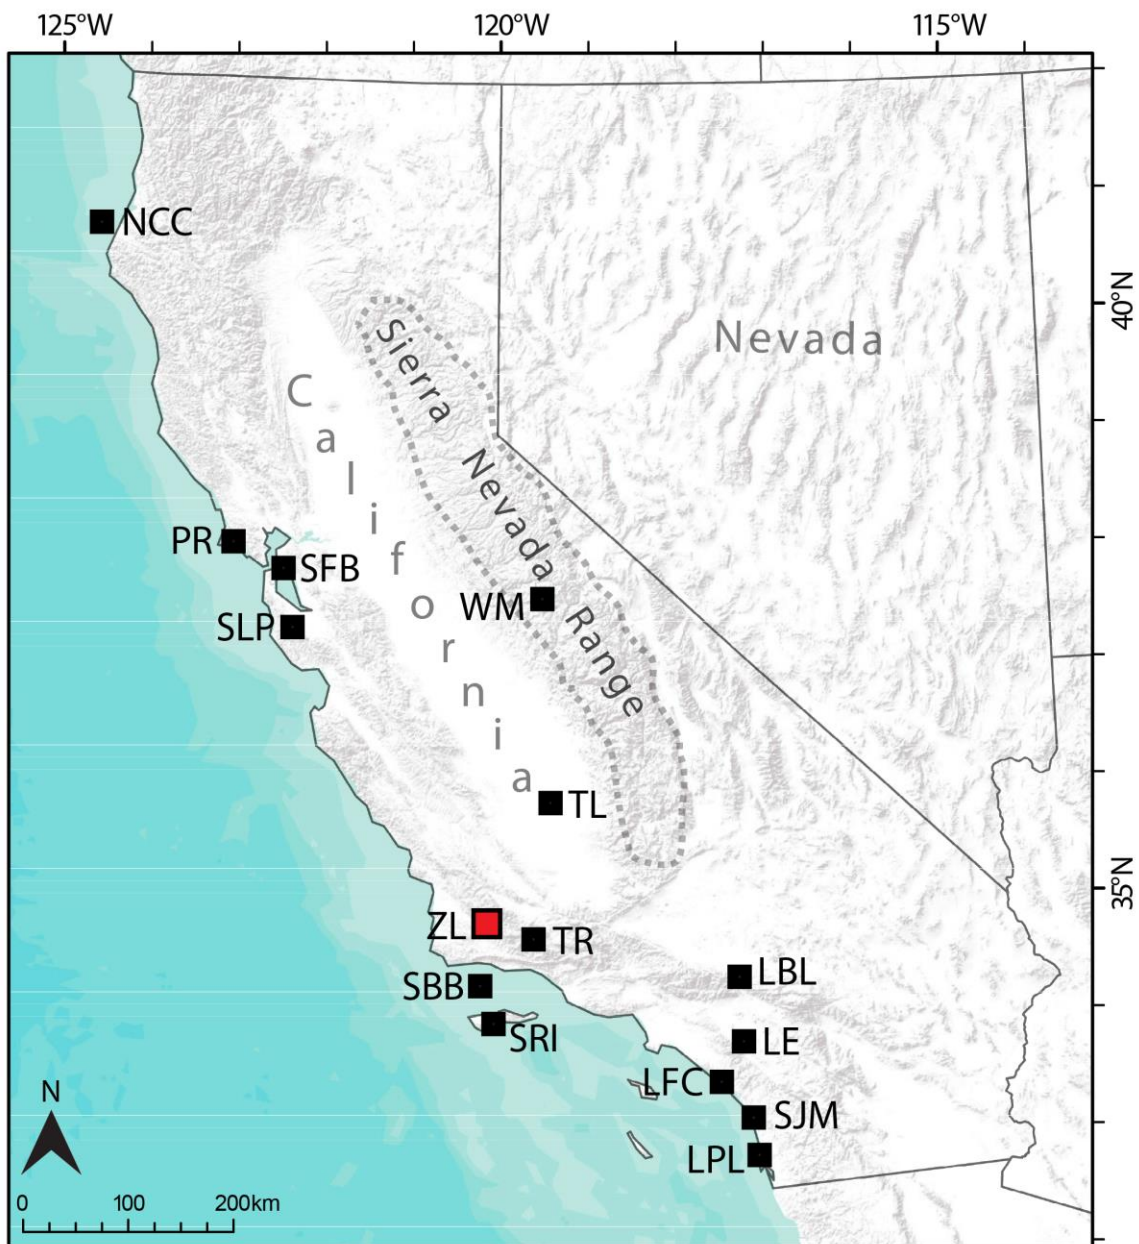 125°W 120°W 115°W
NCC
40°N
Nevada
Sierra Nevada Range
California
PR
SFB
WM
SLP
TL
35°N
ZL
TR
LBL
SBB
SRI
LE
LFC
SJM
LPL
N
0 100 200km